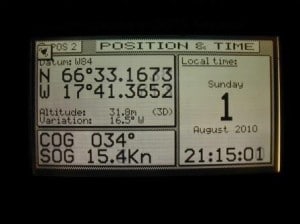 POS 2
POSITION & TIME
Datum: W84
N 66°33.1673
W 17°41.3652
Altitude: 31.8m (3D)
Variation: 16.5° W
COG 034°
SOG 15.4Kn
Local time:
Sunday
1
August 2010
21:15:01